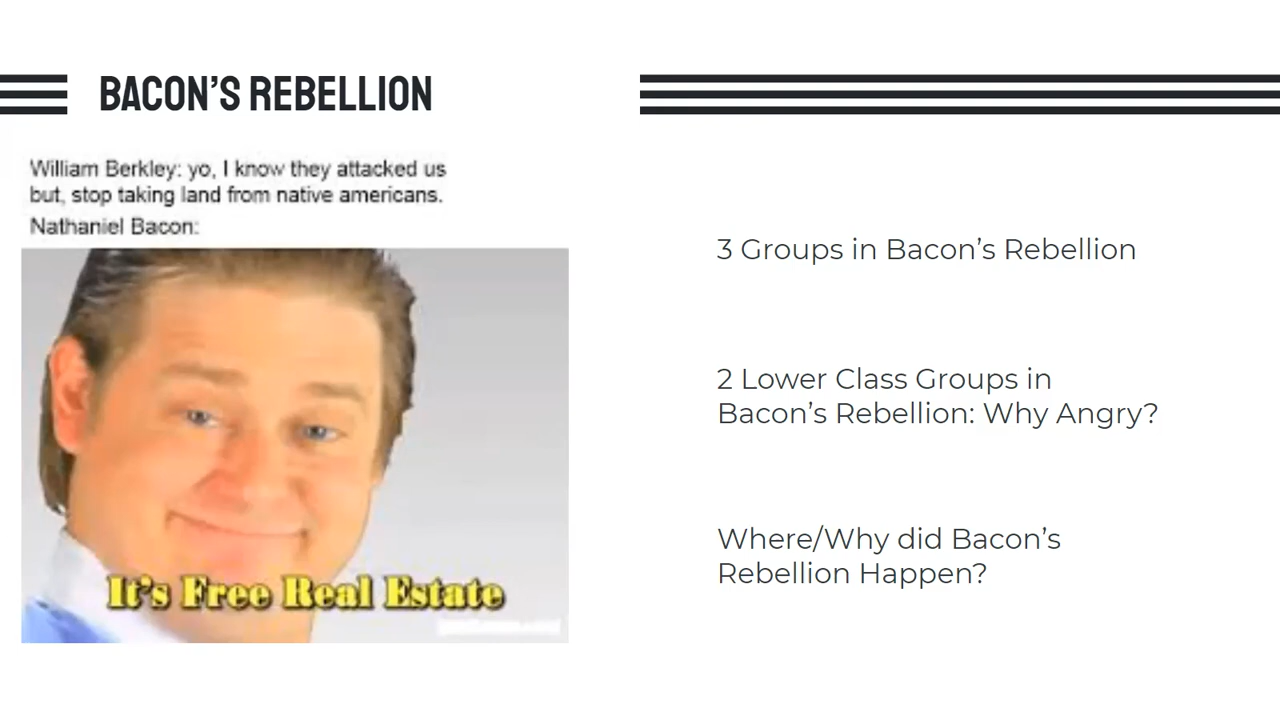 BACON'S REBELLION
William Berkley: yo, I know they attacked us
but, stop taking land from native americans.
Nathaniel Bacon:
It's Free Real Estate
3 Groups in Bacon's Rebellion
2 Lower Class Groups in
Bacon's Rebellion: Why Angry?
Where/Why did Bacon's
Rebellion Happen?